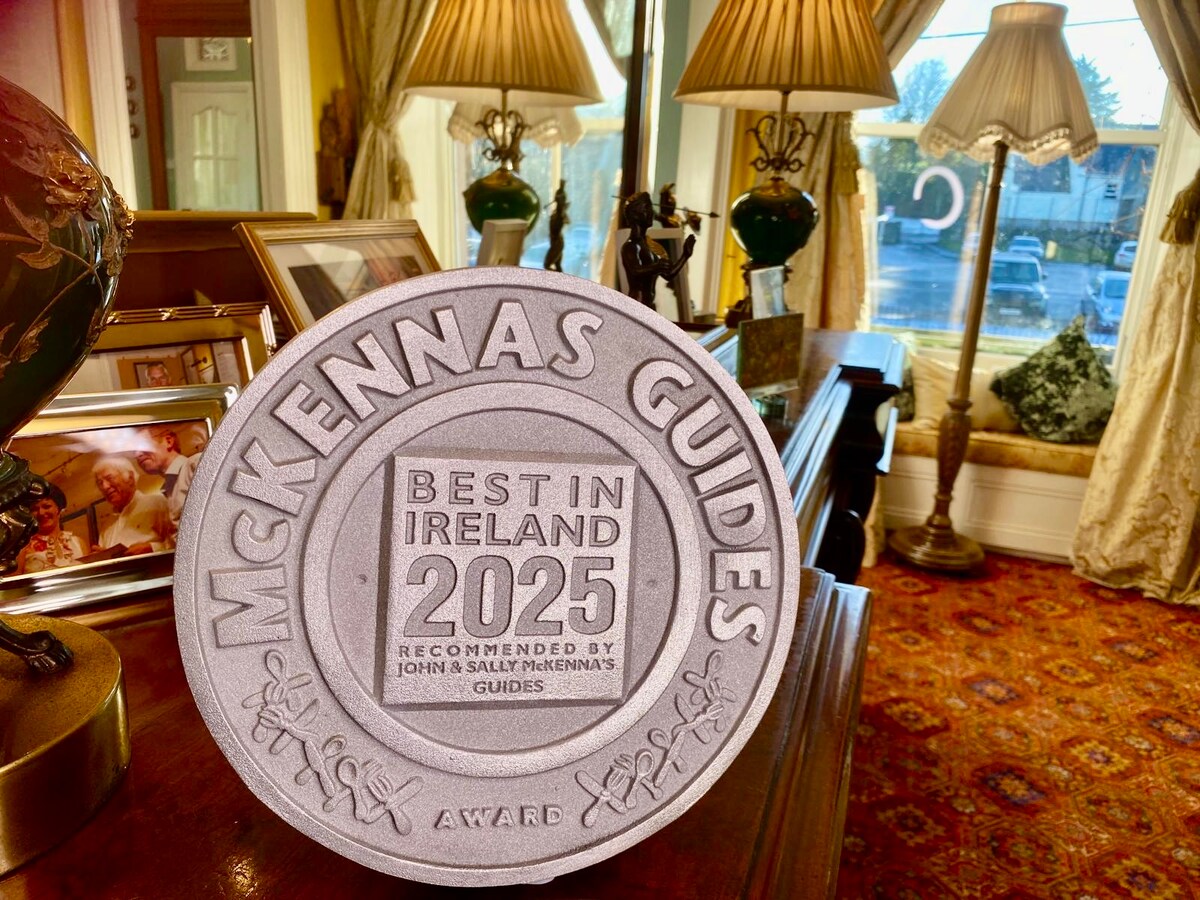 McKENNAS GUIDES
BEST IN
IRELAND
2025
RECOMMENDED BY
JOHN & SALLY McKENNA'S
GUIDES
AWARD